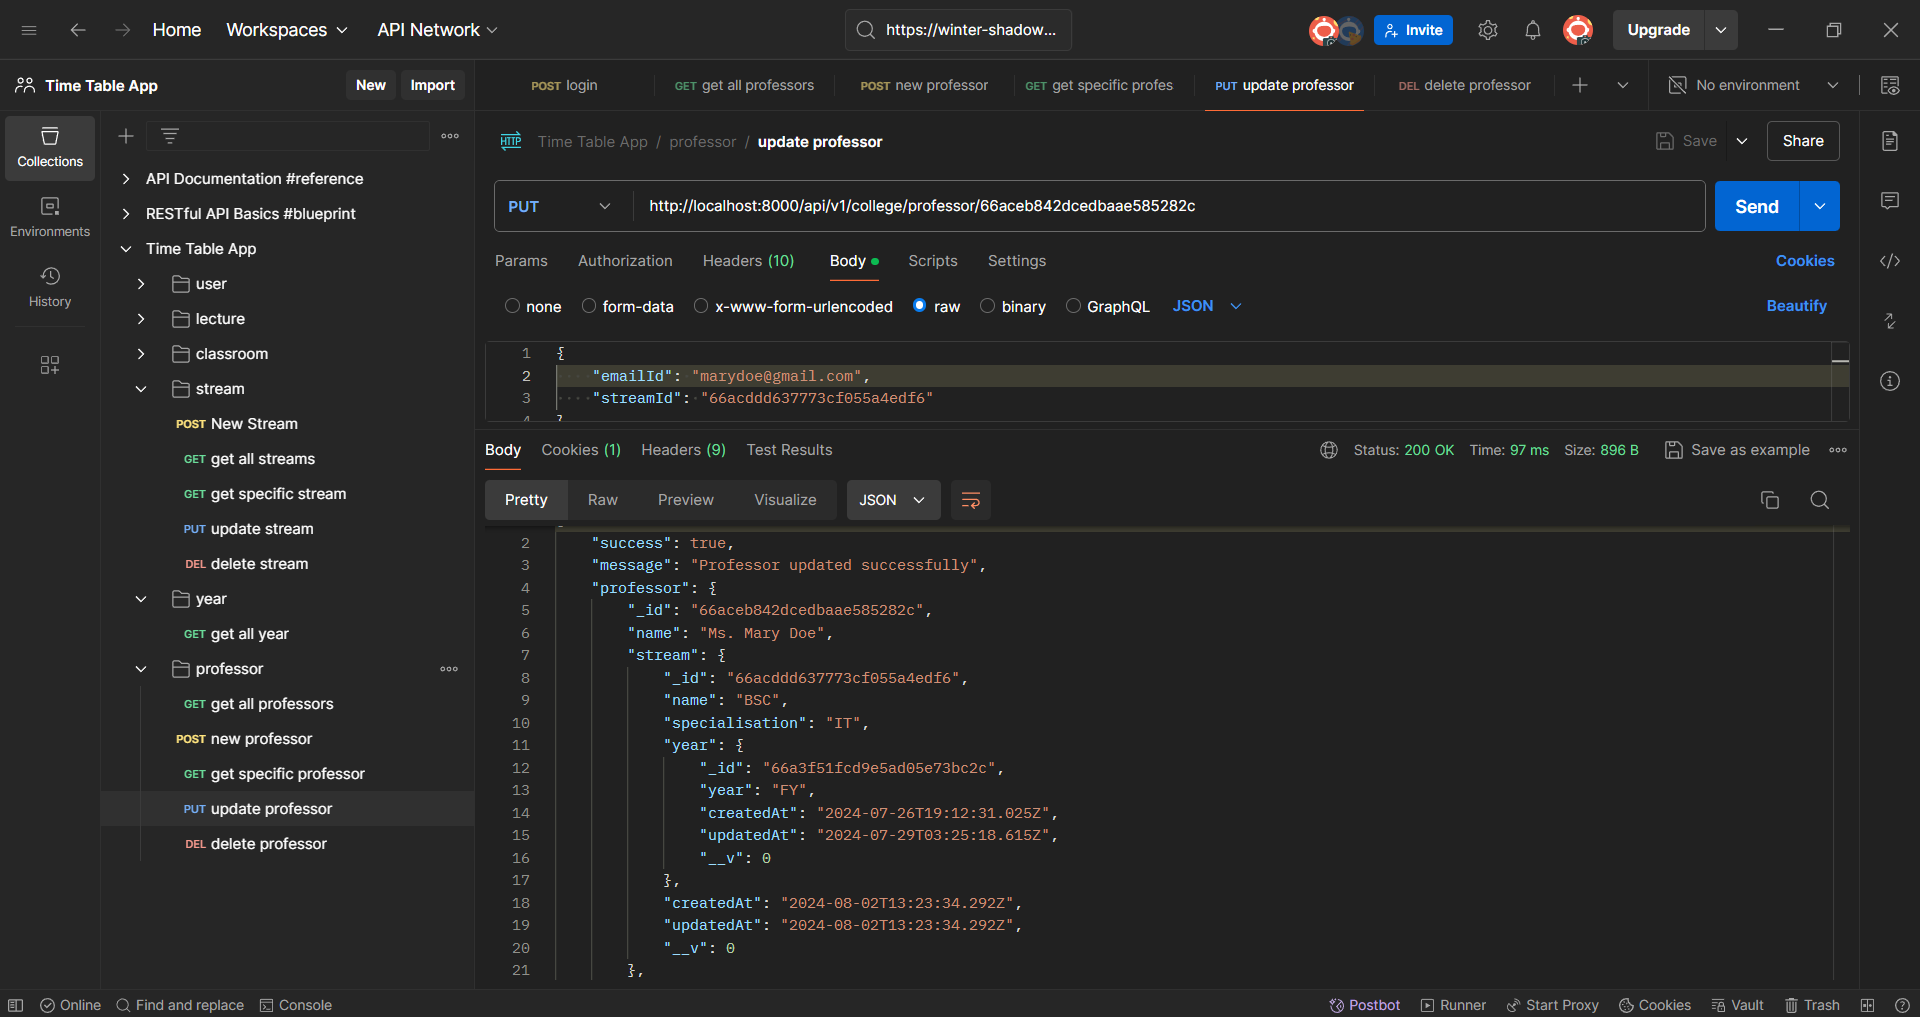 Home Workspaces API Network https://winter-shadow... Invite Upgrade
Time Table App New Import
POST login GET get all professors POST new professor GET get specific profes PUT update professor DEL delete professor No environment
Collections
Environments
History
API Documentation #reference
RESTful API Basics #blueprint
Time Table App
user
lecture
classroom
stream
POST New Stream
GET get all streams
GET get specific stream
PUT update stream
DEL delete stream
year
GET get all year
professor
GET get all professors
POST new professor
GET get specific professor
PUT update professor
DEL delete professor
HTTP Time Table App / professor / update professor Save Share
PUT http://localhost:8000/api/v1/college/professor/66aceb842dcedbaae585282c Send
Params Authorization Headers (10) Body Scripts Settings Cookies
none form-data x-www-form-urlencoded raw binary GraphQL JSON Beautify
1 {
2 "emailId": "marydoe@gmail.com",
3 "streamId": "66acddd637773cf055a4edf6"
4 }
Body Cookies (1) Headers (9) Test Results Status: 200 OK Time: 97 ms Size: 896 B Save as example
Pretty Raw Preview Visualize JSON
2 "success": true,
3 "message": "Professor updated successfully",
4 "professor": {
5 "_id": "66aceb842dcedbaae585282c",
6 "name": "Ms. Mary Doe",
7 "stream": {
8 "_id": "66acddd637773cf055a4edf6",
9 "name": "BSC",
10 "specialisation": "IT",
11 "year": {
12 "_id": "66a3f51fcd9e5ad05e73bc2c",
13 "year": "FY",
14 "createdAt": "2024-07-26T19:12:31.025Z",
15 "updatedAt": "2024-07-29T03:25:18.615Z",
16 "__v": 0
17 },
18 "createdAt": "2024-08-02T13:23:34.292Z",
19 "updatedAt": "2024-08-02T13:23:34.292Z",
20 "__v": 0
21 },
Online Find and replace Console Postbot Runner Start Proxy Cookies Vault Trash